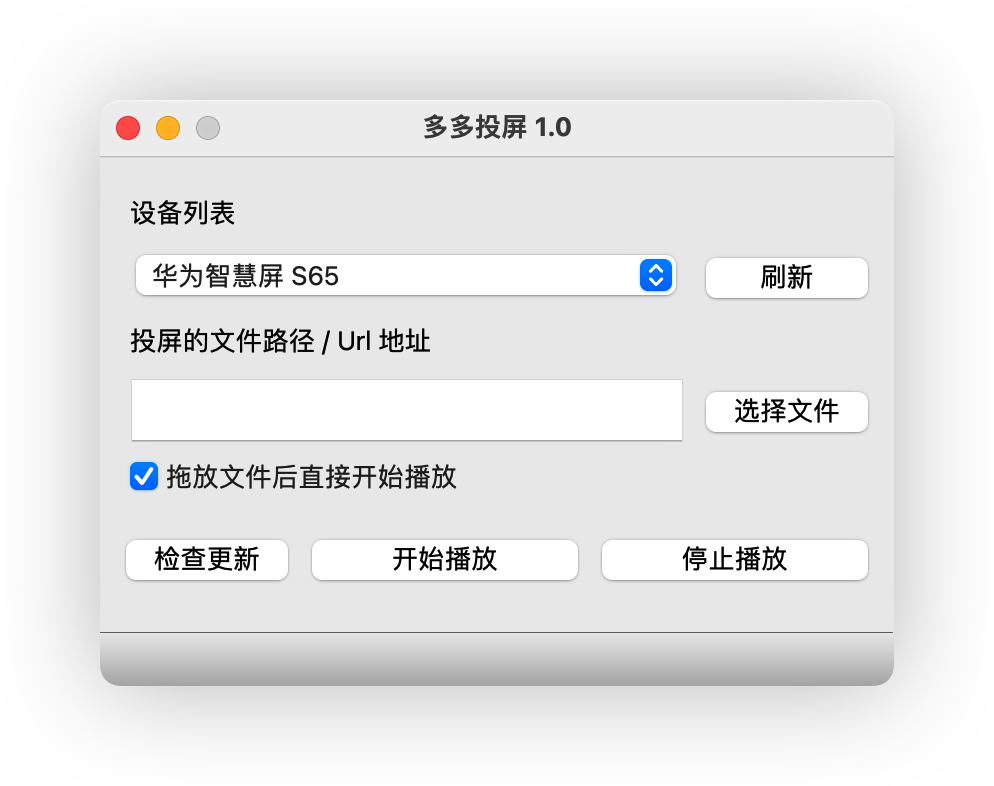 多多投屏 1.0
设备列表
华为智慧屏 S65
刷新
投屏的文件路径 / Url 地址
选择文件
拖放文件后直接开始播放
检查更新
开始播放
停止播放